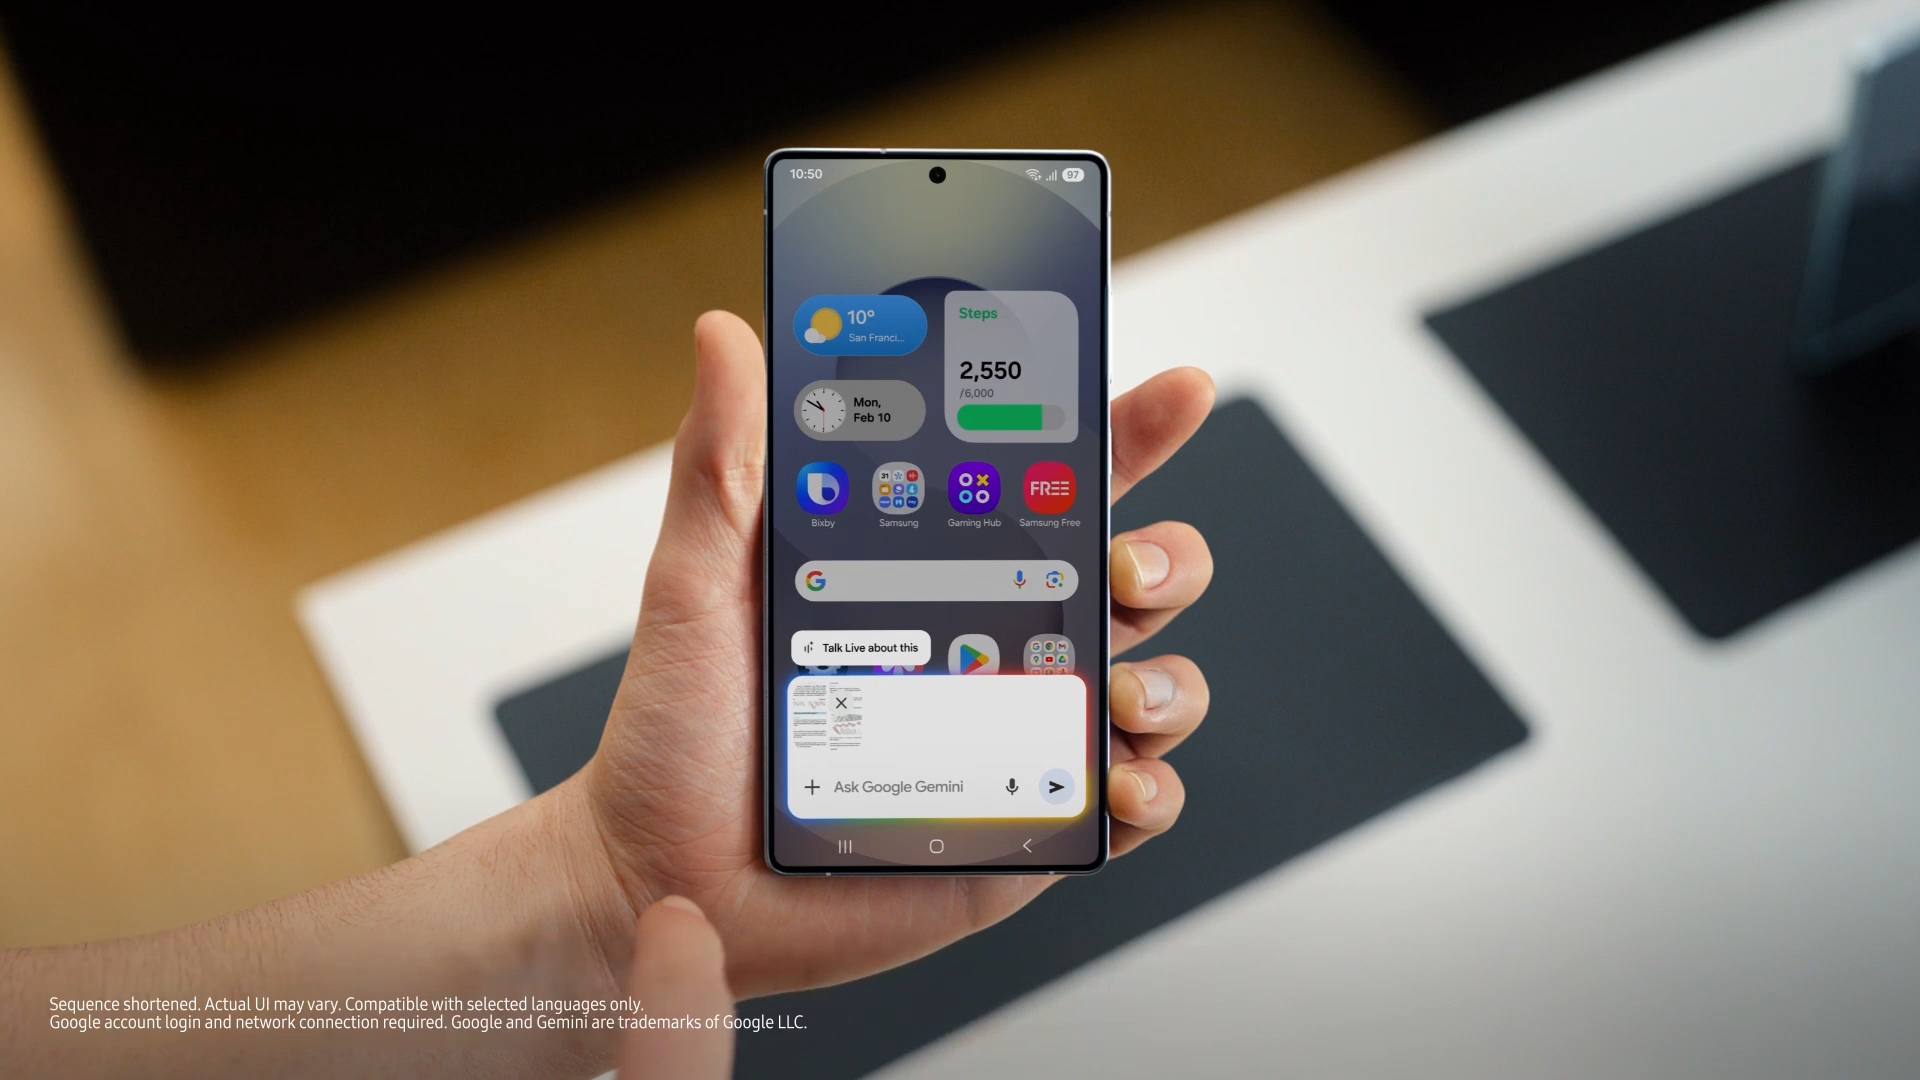 10:50
97
10°
San Franci...
Steps
2,550
/6,000
Mon,
Feb 10
31
FREE
Bixby
Samsung
Gaming Hub
Samsung Free
Talk Live about this
Ask Google Gemini
Sequence shortened. Actual UI may vary. Compatible with selected languages only.
Google account login and network connection required. Google and Gemini are trademarks of Google LLC.